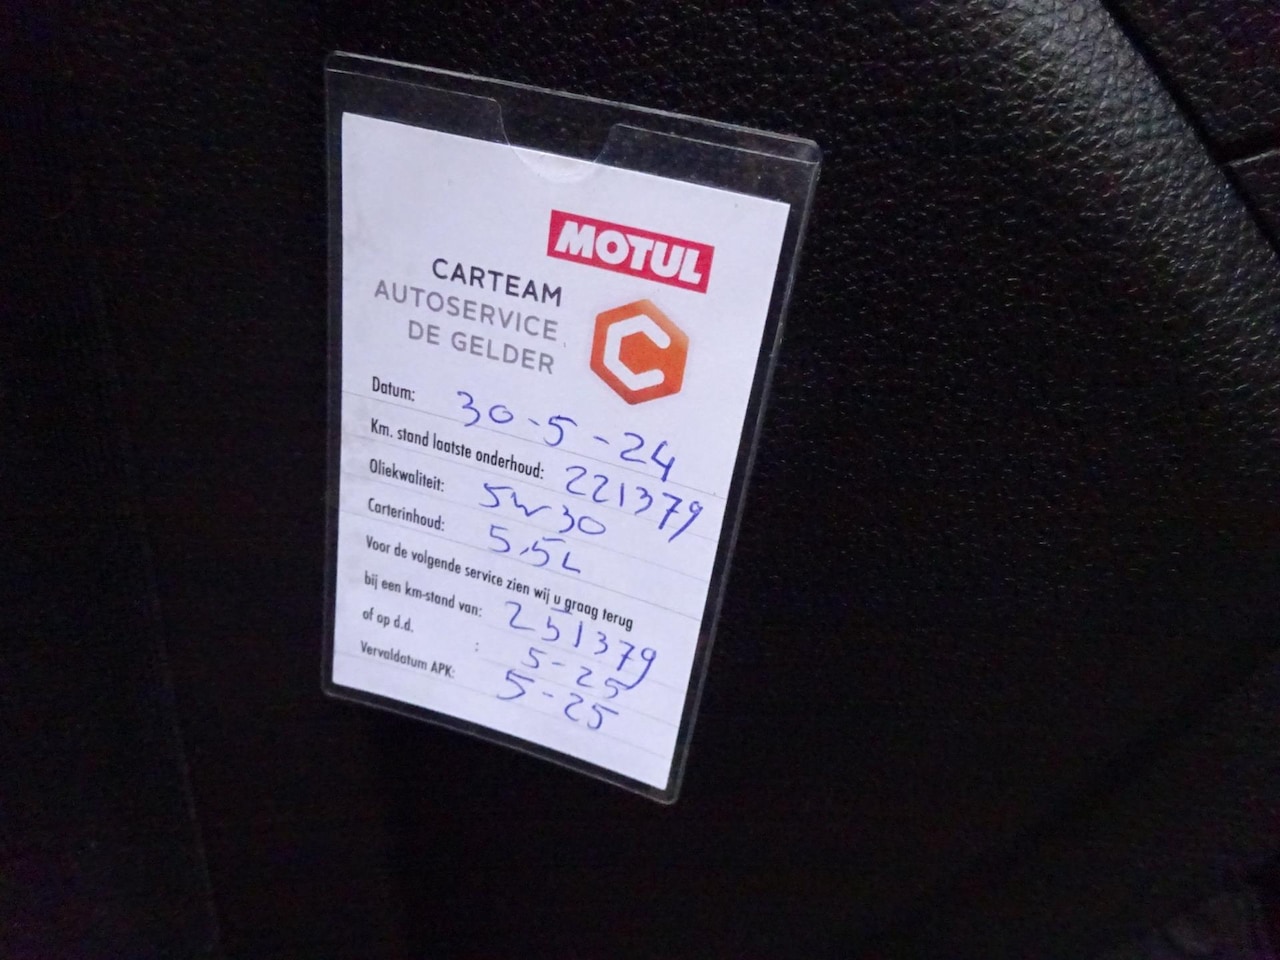 MOTUL
CARTEAM
AUTOSERVICE
DE GELDER
Datum: 30-5-24
Km. stand laatste onderhoud: 221379
Oliekwaliteit: 5w30
Carterinhoud: 5,5L
Voor de volgende service zien wij u graag terug
bij een km-stand van: 251379
of op d.d. : 5-25
Vervaldatum APK: 5-25